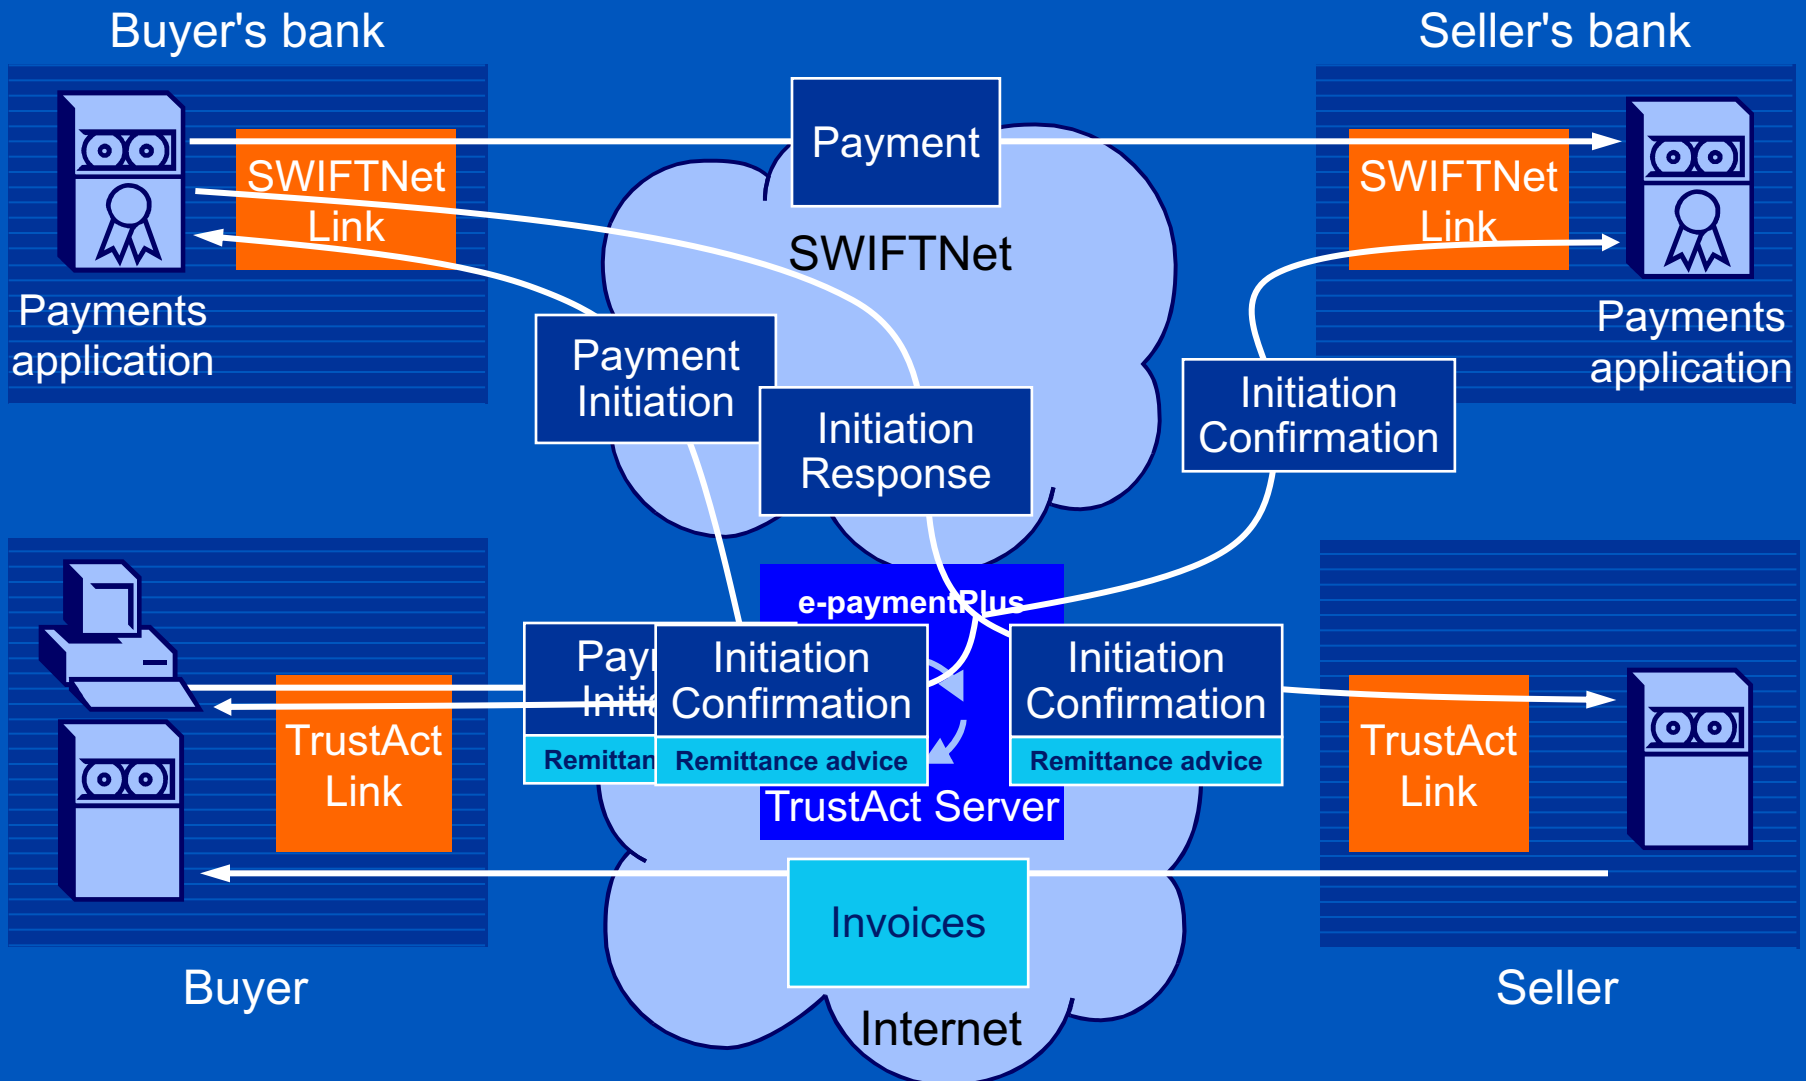 Buyer's bank
Seller's bank
Payment
SWIFTNet
Link
SWIFTNet
Link
SWIFTNet
Payments
application
Payments
application
Payment
Initiation
Initiation
Response
Initiation
Confirmation
e-paymentPlus
Initiation
Confirmation
Remittance advice
Initiation
Confirmation
Remittance advice
TrustAct
Link
TrustAct Server
TrustAct
Link
Invoices
Buyer
Seller
Internet